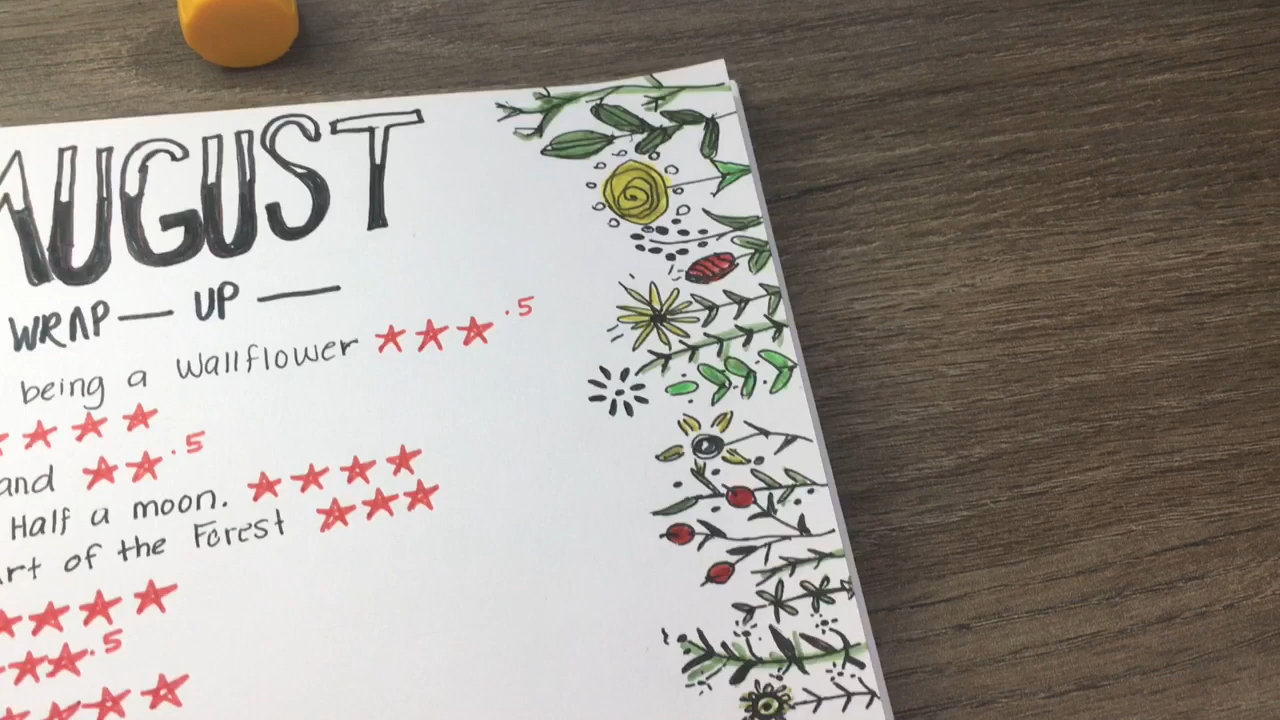 AUGUST
WRAP — UP —
being a Wallflower ★★★.5
★★★★
and ★★.5
Half a moon. ★★★★
of the Forest ★★★
★★★★
★★.5
★★★★